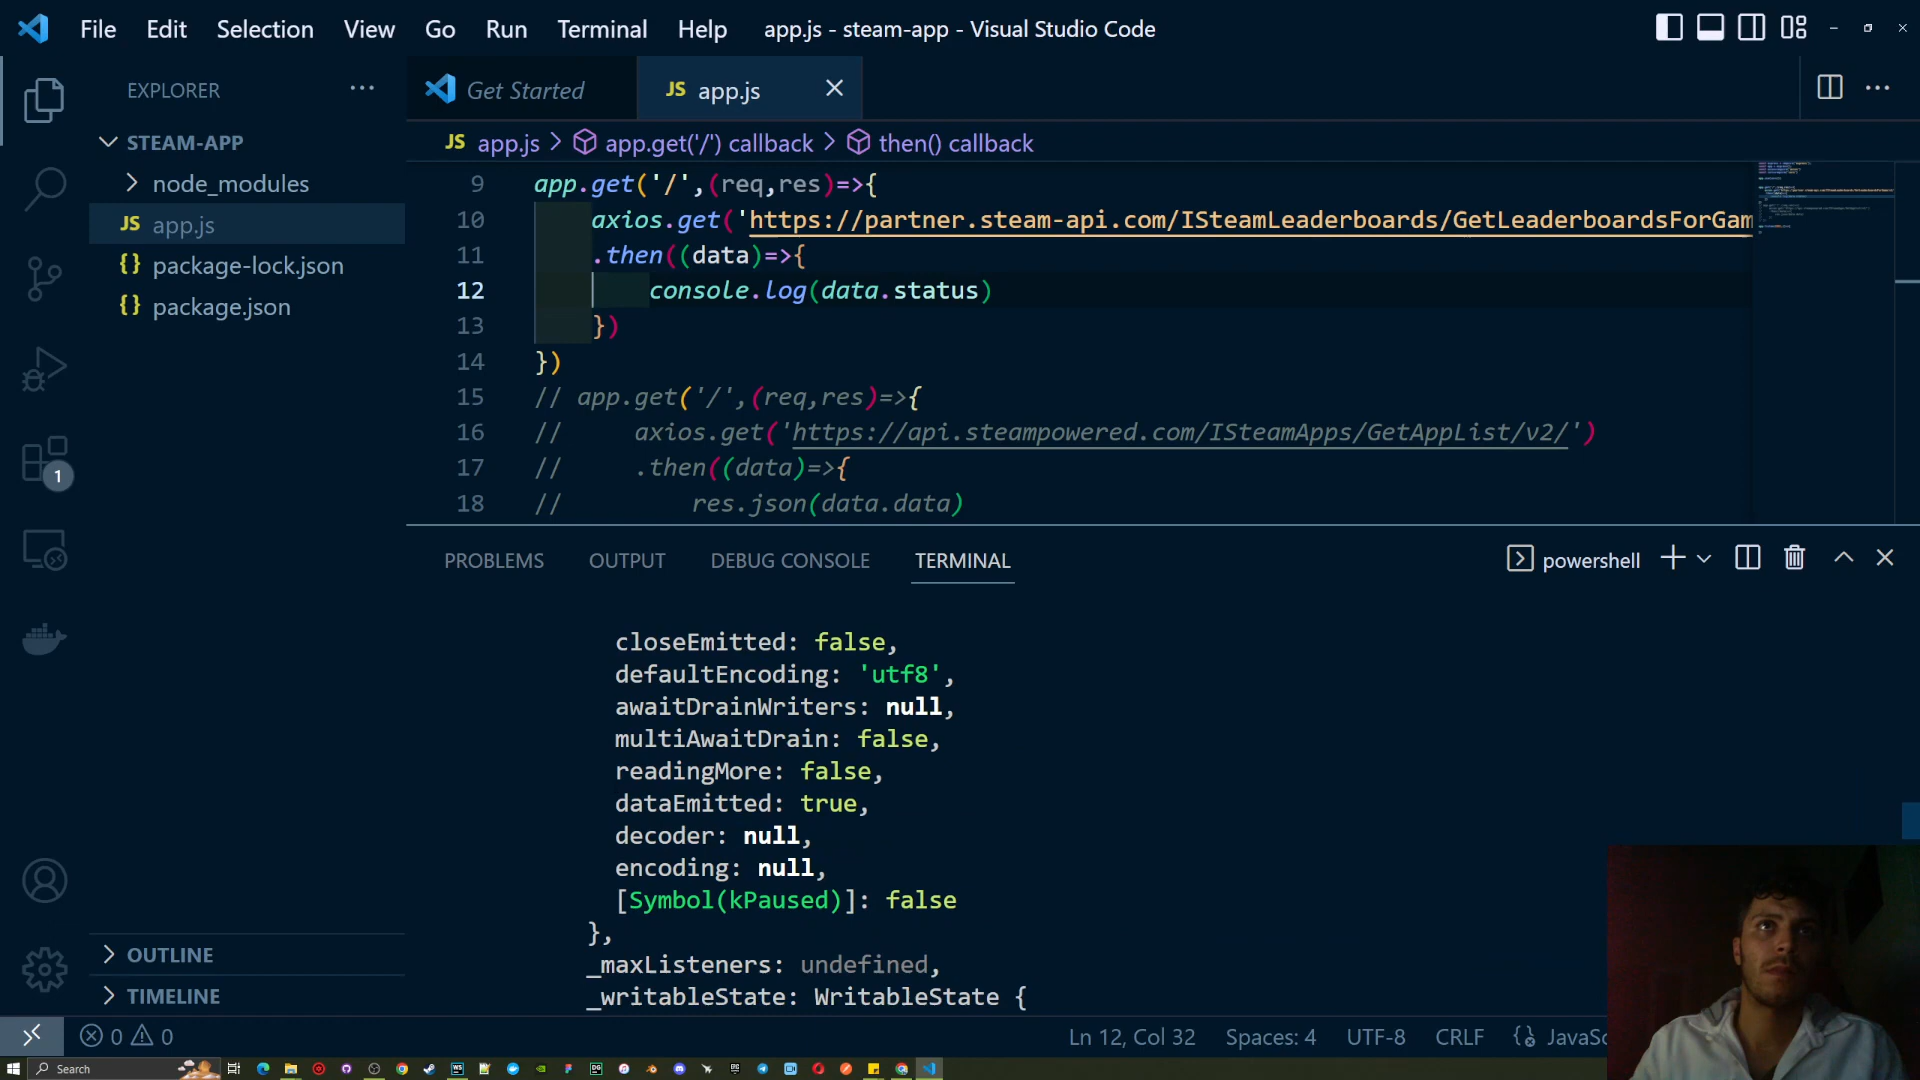 File Edit Selection View Go Run Terminal Help app.js - steam-app - Visual Studio Code
EXPLORER
STEAM-APP
node_modules
JS app.js
{} package-lock.json
{} package.json
OUTLINE
TIMELINE
1
Get Started
JS app.js
JS app.js > app.get('/') callback > then() callback
9 app.get('/',(req,res)=>{
10 axios.get('https://partner.steam-api.com/ISteamLeaderboards/GetLeaderboardsForGam
11 .then((data)=>{
12 console.log(data.status)
13 })
14 })
15 // app.get('/',(req,res)=>{
16 // axios.get('https://api.steampowered.com/ISteamApps/GetAppList/v2/')
17 // .then((data)=>{
18 // res.json(data.data)
PROBLEMS OUTPUT DEBUG CONSOLE TERMINAL
powershell
closeEmitted: false,
defaultEncoding: 'utf8',
awaitDrainWriters: null,
multiAwaitDrain: false,
readingMore: false,
dataEmitted: true,
decoder: null,
encoding: null,
[Symbol(kPaused)]: false
},
_maxListeners: undefined,
_writableState: WritableState {
0 0 Ln 12, Col 32 Spaces: 4 UTF-8 CRLF {} JavaSc
Search